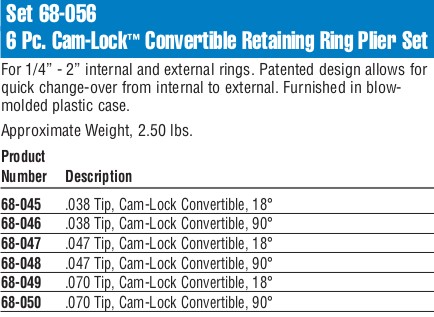 Set 68-056
6 Pc. Cam-Lock™ Convertible Retaining Ring Plier Set
For 1/4” - 2” internal and external rings. Patented design allows for
quick change-over from internal to external. Furnished in blow-
molded plastic case.
Approximate Weight, 2.50 lbs.
Product
Number Description
68-045 .038 Tip, Cam-Lock Convertible, 18°
68-046 .038 Tip, Cam-Lock Convertible, 90°
68-047 .047 Tip, Cam-Lock Convertible, 18°
68-048 .047 Tip, Cam-Lock Convertible, 90°
68-049 .070 Tip, Cam-Lock Convertible, 18°
68-050 .070 Tip, Cam-Lock Convertible, 90°